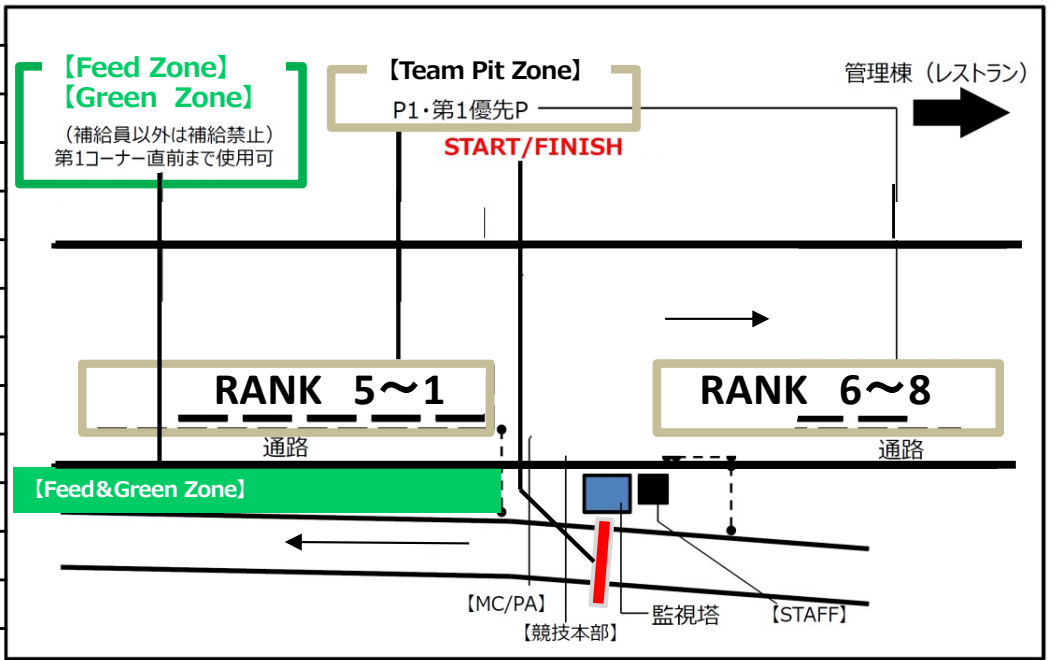 【Feed Zone】
【Green Zone】
（補給員以外は補給禁止）
第1コーナー直前まで使用可
【Team Pit Zone】
P1・第1優先P
START/FINISH
管理棟（レストラン）
RANK 5～1
RANK 6～8
通路
通路
【Feed&Green Zone】
【MC/PA】
【競技本部】
監視塔
【STAFF】